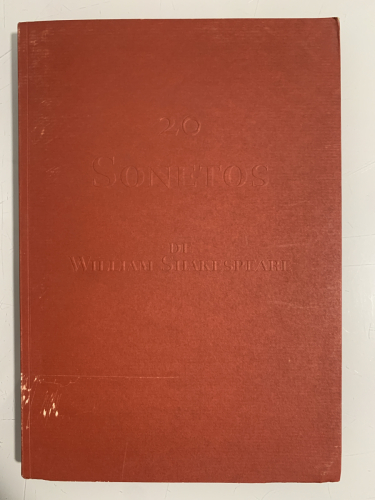 20
SONETOS
DE
WILLIAM SHAKESPEARE